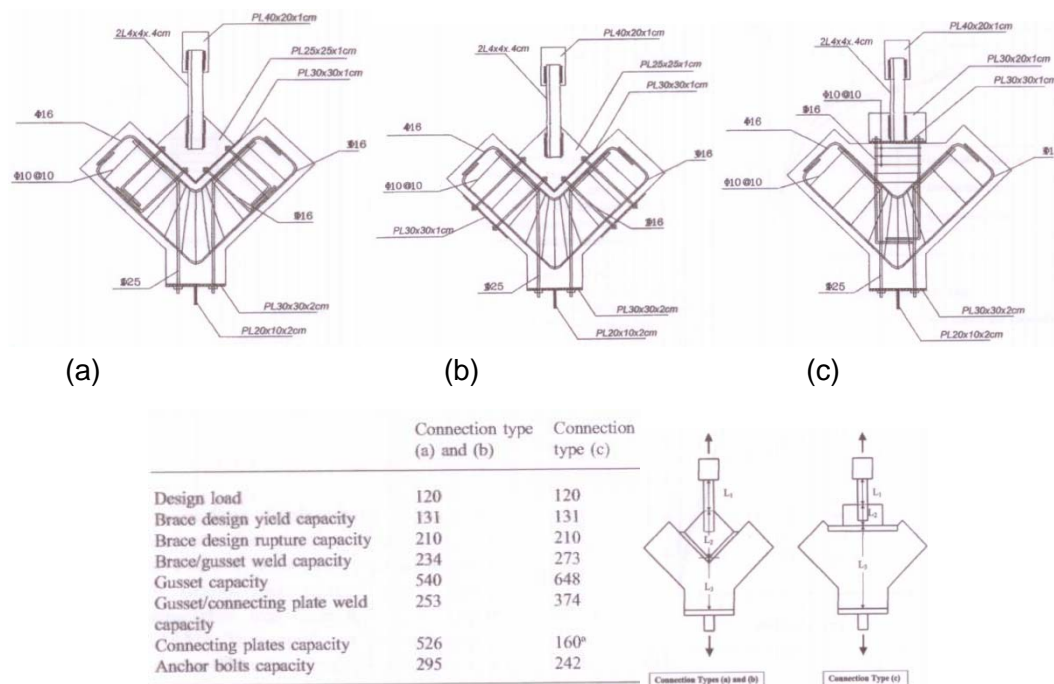 PL40x20x1cm
2L4x4x.4cm
PL25x25x1cm
PL30x30x1cm
Φ16
Φ16
Φ10@10
Φ16
Φ25
PL30x30x2cm
PL20x10x2cm
PL40x20x1cm
2L4x4x.4cm
PL25x25x1cm
PL30x30x1cm
Φ16
Φ16
Φ10@10
PL30x30x1cm
Φ16
Φ25
PL30x30x2cm
PL20x10x2cm
PL40x20x1cm
2L4x4x.4cm
PL30x20x1cm
PL30x30x1cm
Φ10@10
Φ16
Φ16
Φ10@10
Φ25
PL30x30x2cm
PL20x10x2cm
(a) (b) (c)
Connection type (a) and (b) Connection type (c)
Design load 120 120
Brace design yield capacity 131 131
Brace design rupture capacity 210 210
Brace/gusset weld capacity 234 273
Gusset capacity 540 648
Gusset/connecting plate weld capacity 253 374
Connecting plates capacity 526 160ᵃ
Anchor bolts capacity 295 242
L₁
L₂
L₃
Connection Types (a) and (b)
L₁
L₂
L₃
Connection Type (c)